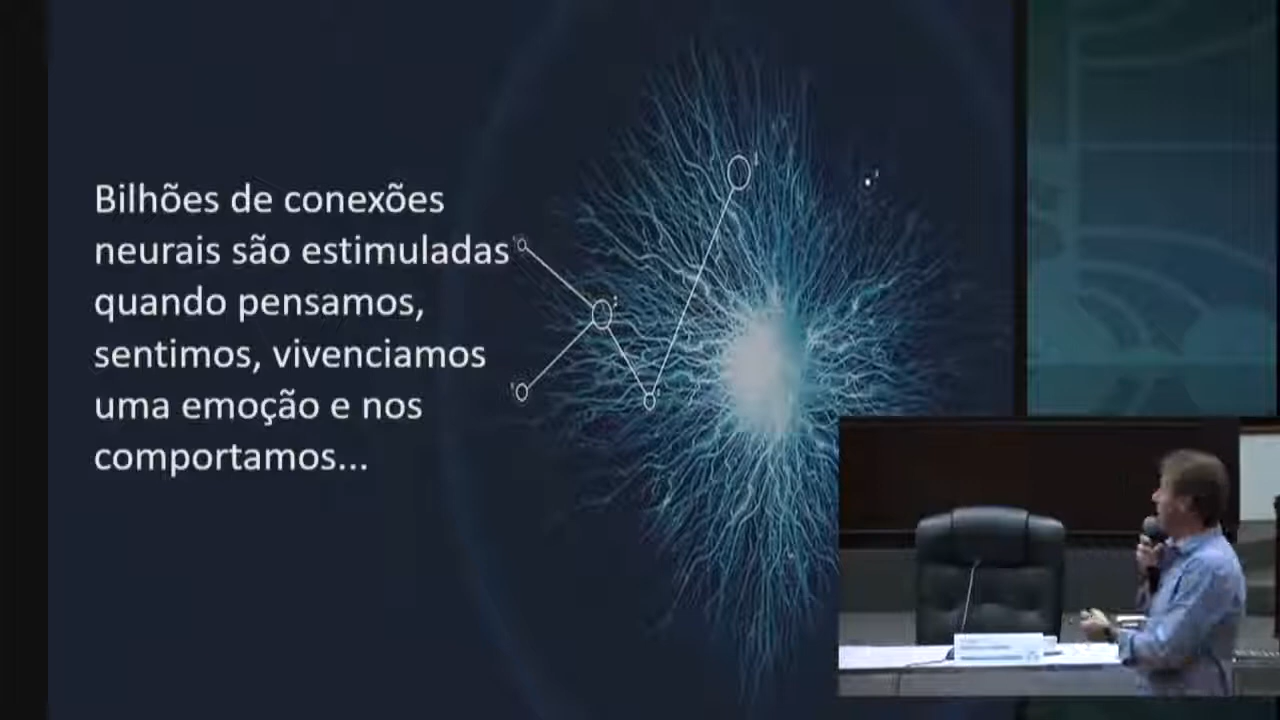 Bilhões de conexões
neurais são estimuladas
quando pensamos,
sentimos, vivenciamos
uma emoção e nos
comportamos...